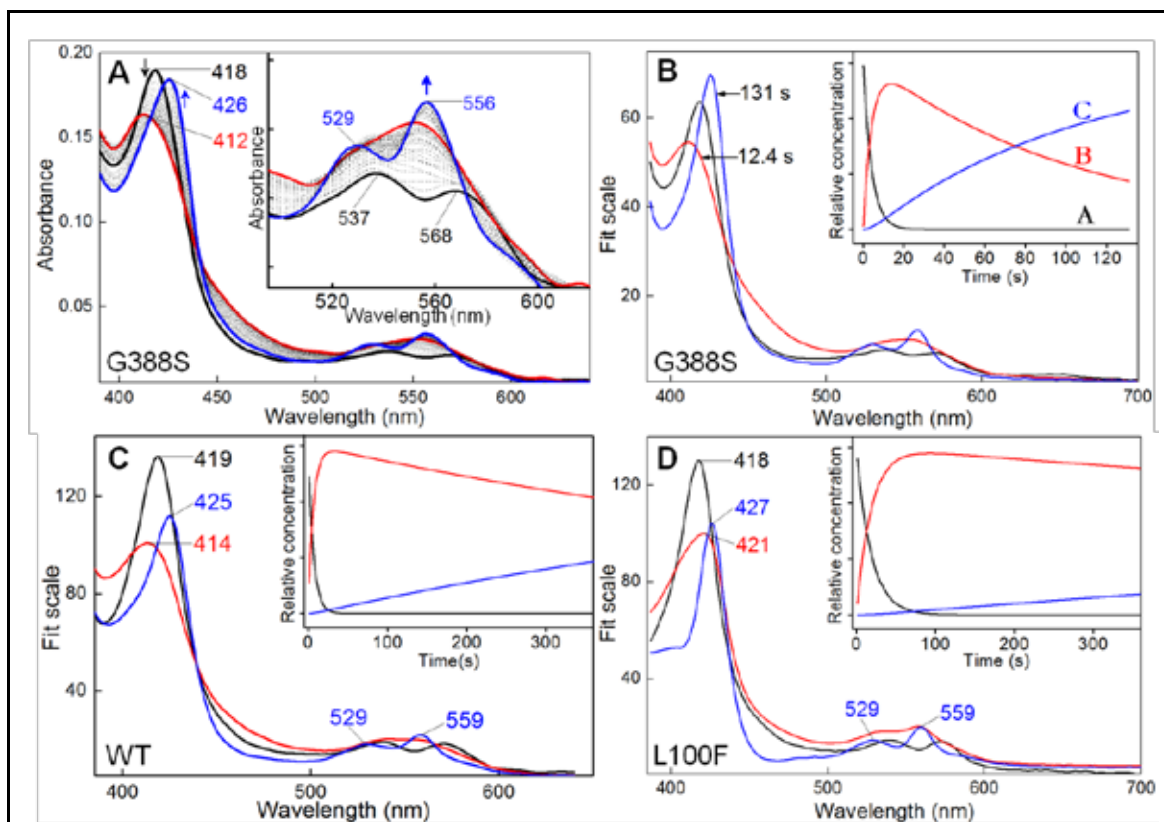 A
0.20
0.15
0.10
0.05
Absorbance
418
426
412
529
556
537
568
Absorbance
520
560
600
Wavelength (nm)
G388S
400
450
500
550
600
Wavelength (nm)
B
60
40
20
Fit scale
131 s
12.4 s
Relative concentration
C
B
A
0
20
40
60
80
100
120
Time (s)
G388S
400
500
600
700
Wavelength (nm)
C
120
80
40
Fit scale
419
425
414
Relative concentration
0
100
200
300
Time(s)
529
559
WT
400
500
600
Wavelength (nm)
D
120
80
40
Fit scale
418
427
421
Relative concentration
0
100
200
300
Time (s)
529
559
L100F
400
500
600
700
Wavelength (nm)